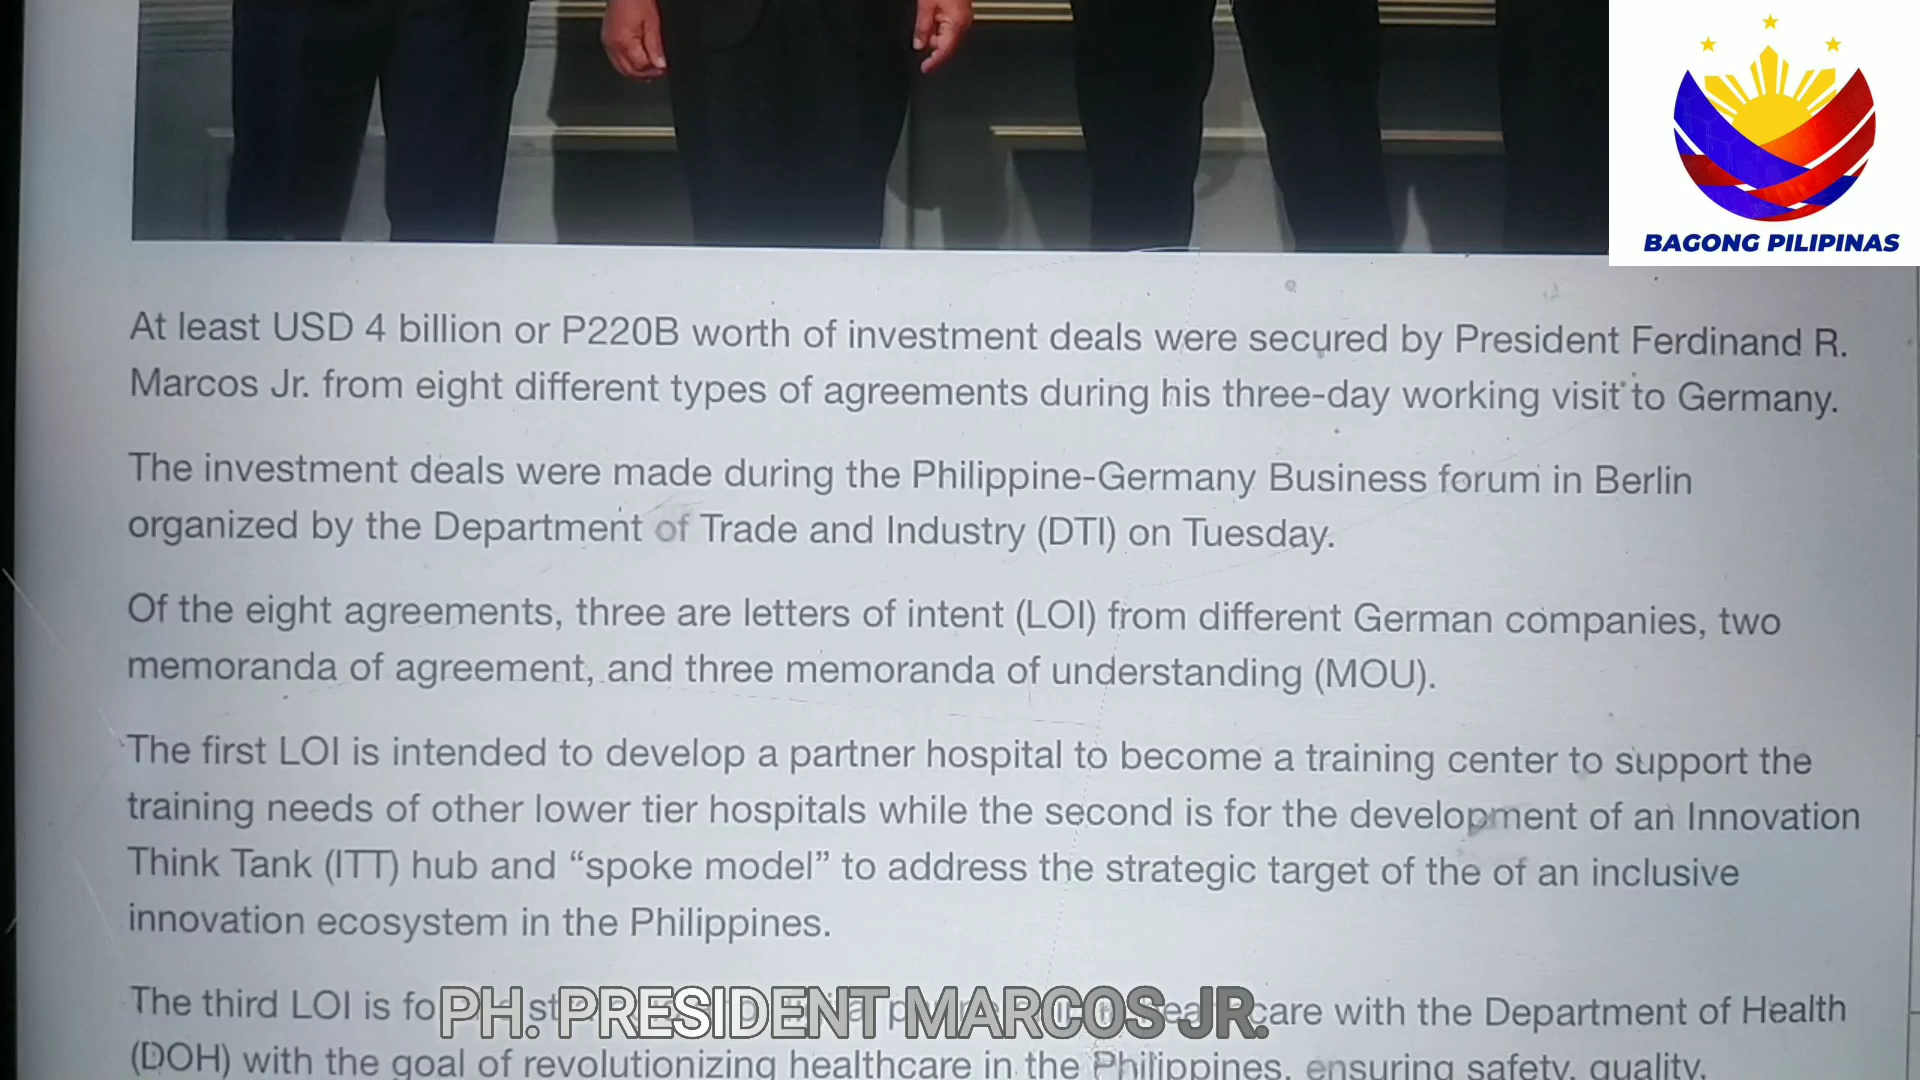 BAGONG PILIPINAS
At least USD 4 billion or P220B worth of investment deals were secured by President Ferdinand R.
Marcos Jr. from eight different types of agreements during his three-day working visit to Germany.
The investment deals were made during the Philippine-Germany Business forum in Berlin
organized by the Department of Trade and Industry (DTI) on Tuesday.
Of the eight agreements, three are letters of intent (LOI) from different German companies, two
memoranda of agreement, and three memoranda of understanding (MOU).
The first LOI is intended to develop a partner hospital to become a training center to support the
training needs of other lower tier hospitals while the second is for the development of an Innovation
Think Tank (ITT) hub and “spoke model” to address the strategic target of the of an inclusive
innovation ecosystem in the Philippines.
The third LOI is with the Department of Health
PH. PRESIDENT MARCOS JR.
(DOH) with the goal of revolutionizing healthcare in the Philippines, ensuring safety, quality,